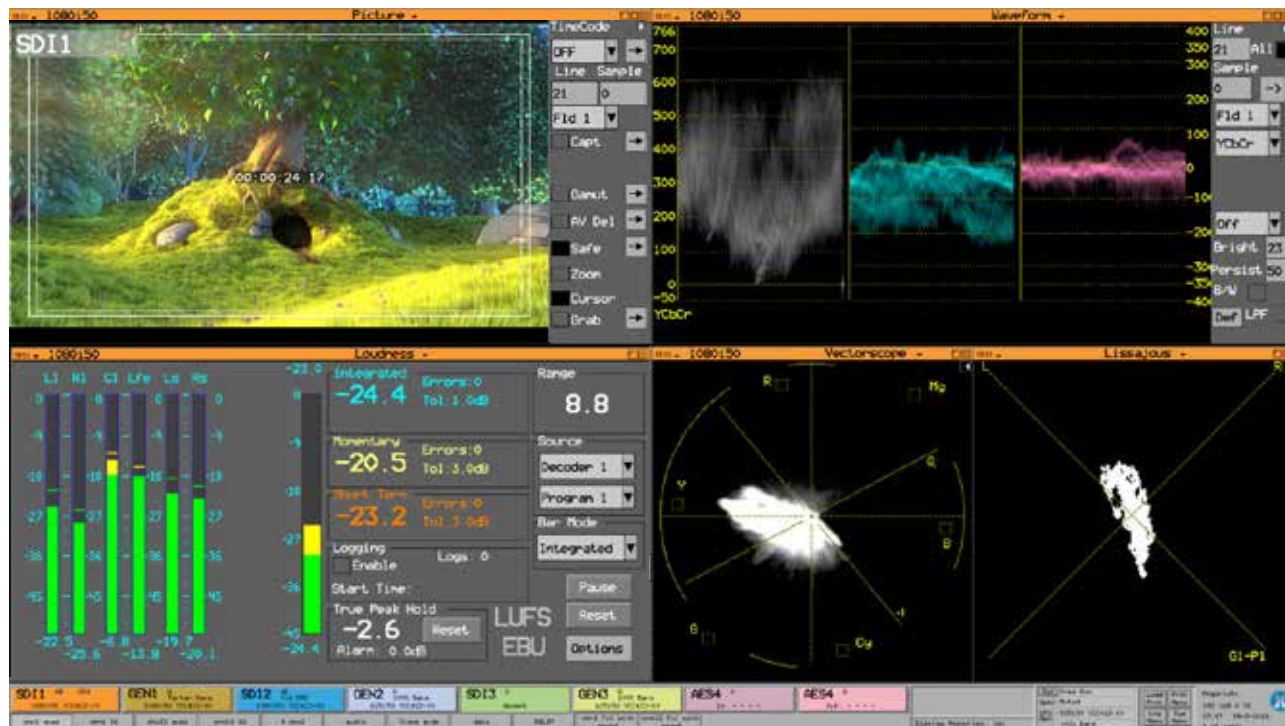 1080i50 Picture
SDI1
TimeCode
OFF
Line Sample
21 0
Fld 1
Capt
Gamut
AV Del
Safe
Zoom
Cursor
Grab
00:00:24 17
1080i50 Waveform
766
700
600
500
400
300
200
100
0
-50
YCbCr
400
350
200
100
0
-100
-200
-350
-400
Line
21 All
Sample
0
Fld 1
YCbCr
Off
Bright 23
Persist 50
B/W
Def LPF
1080i50 Loudness
Lfe Ls Rs
0
-9
-18
-27
-36
-45
-22.5 -6.8 -19.7
-25.6 -13.8 -20.1
-23.0
-24.4
Integrated
-24.4 Errors:0
Tol:1.0dB
Momentary
-20.5 Errors:0
Tol:3.0dB
Short Term
-23.2 Errors:0
Tol:3.0dB
Logging Logs: 0
Enable
Start Time:
True Peak Hold
-2.6 Reset
Alarm: 0.0dB
LUFS
EBU
Range
8.8
Source
Decoder 1
Program 1
Bar Mode
Integrated
Pause
Reset
Options
1080i50 Vectorscope
R
Mg
Y
B
G
Cy
-I
Q
Lissajous
L R
G1-P1
SDI1 GEN1 SDI2 GEN2 SDI3 GEN3 AES4 AES4